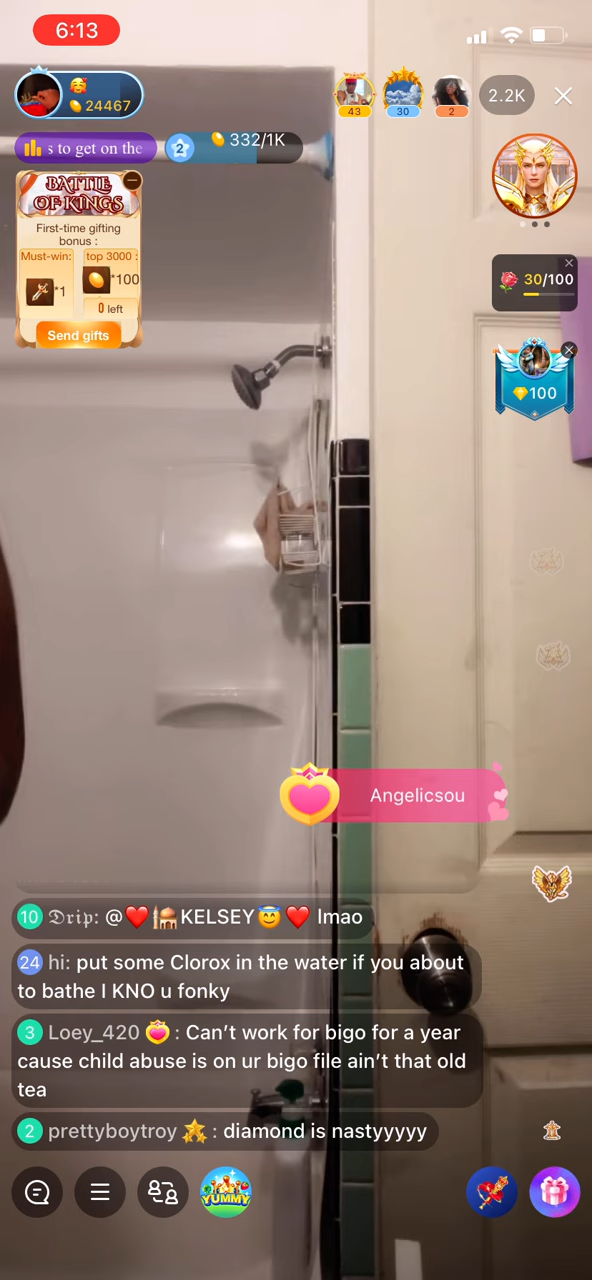 6:13
🥰
24467
43
30
2
2.2K
s to get on the
2
332/1K
BATTLE
OF KINGS
First-time gifting
bonus :
Must-win:
top 3000 :
*1
*100
0 left
Send gifts
30/100
100
Angelicsou
10 𝔇𝔯𝔦𝔭: @❤️🕌KELSEY😇❤️ lmao
24 hi: put some Clorox in the water if you about
to bathe I KNO u fonky
3 Loey_420 : Can’t work for bigo for a year
cause child abuse is on ur bigo file ain’t that old
tea
2 prettyboytroy : diamond is nastyyyyy
YUMMY